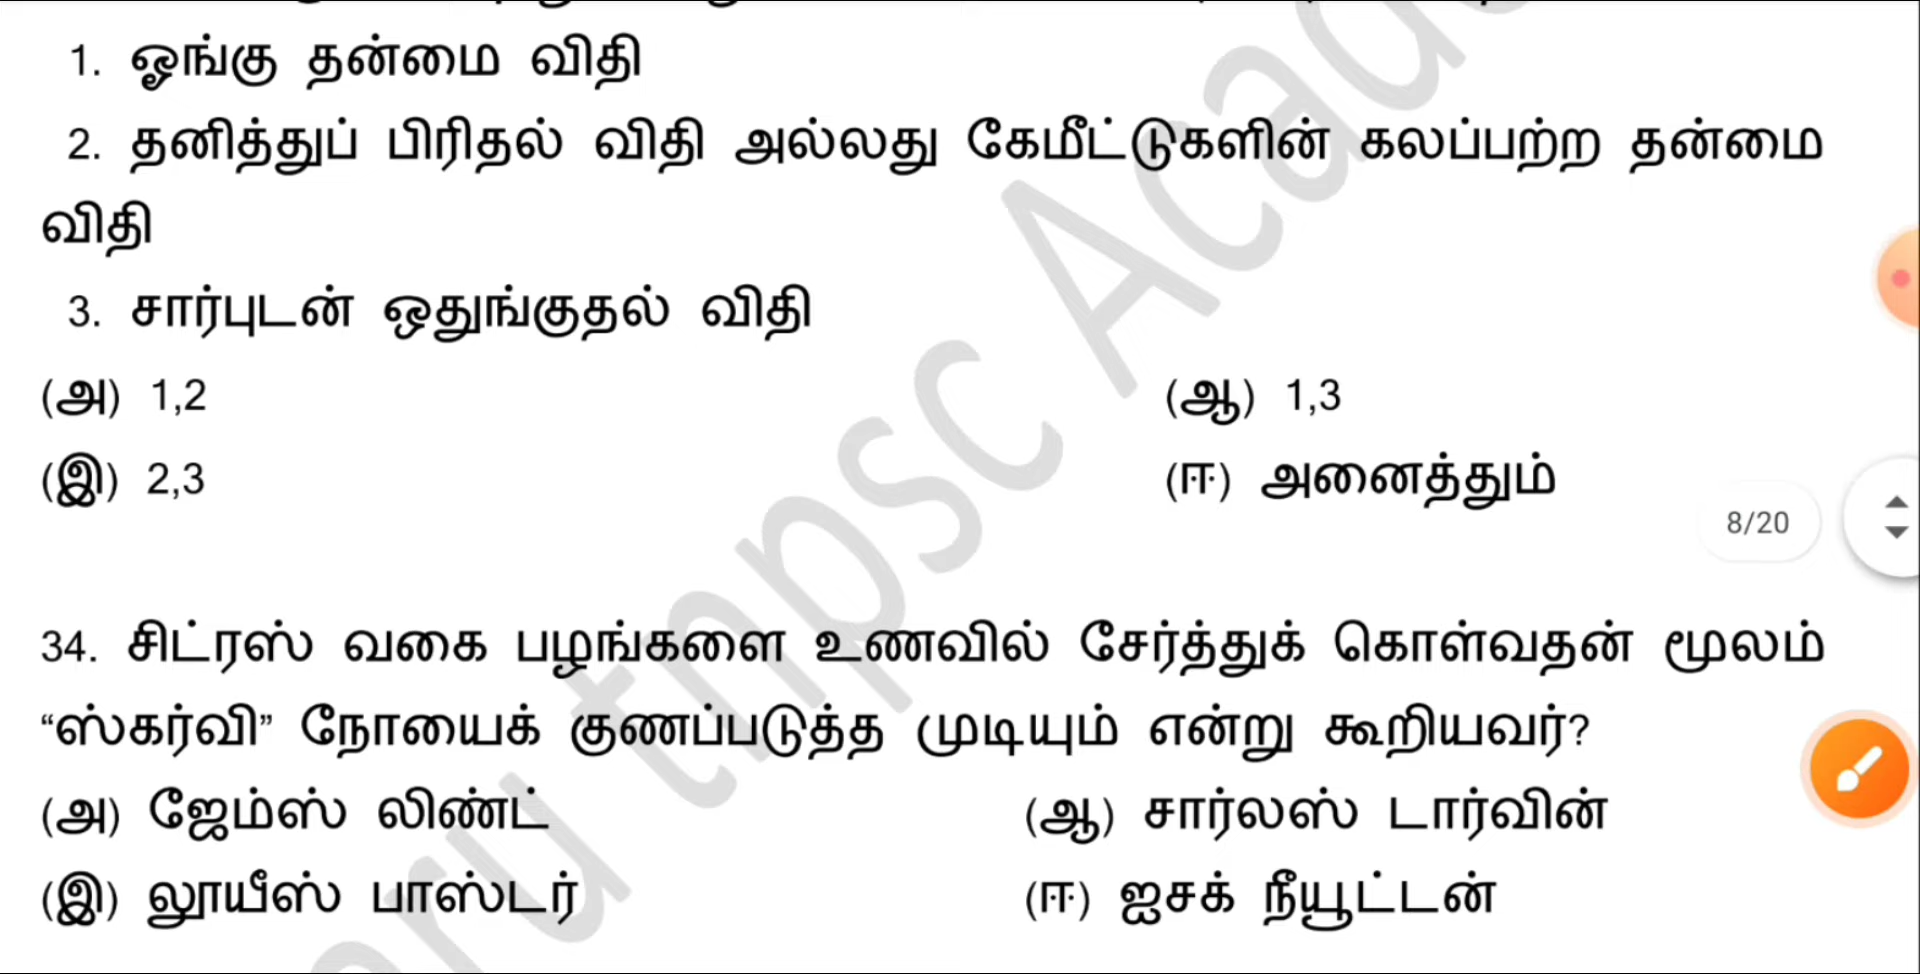 1. ஓங்கு தன்மை விதி
2. தனித்துப் பிரிதல் விதி அல்லது கேமீட்டுகளின் கலப்பற்ற தன்மை
விதி
3. சார்புடன் ஒதுங்குதல் விதி
(அ) 1,2 (ஆ) 1,3
(இ) 2,3 (ஈ) அனைத்தும்
8/20
34. சிட்ரஸ் வகை பழங்களை உணவில் சேர்த்துக் கொள்வதன் மூலம்
“ஸ்கர்வி” நோயைக் குணப்படுத்த முடியும் என்று கூறியவர்?
(அ) ஜேம்ஸ் லிண்ட் (ஆ) சார்லஸ் டார்வின்
(இ) லூயீஸ் பாஸ்டர் (ஈ) ஐசக் நீயூட்டன்
tnpsc